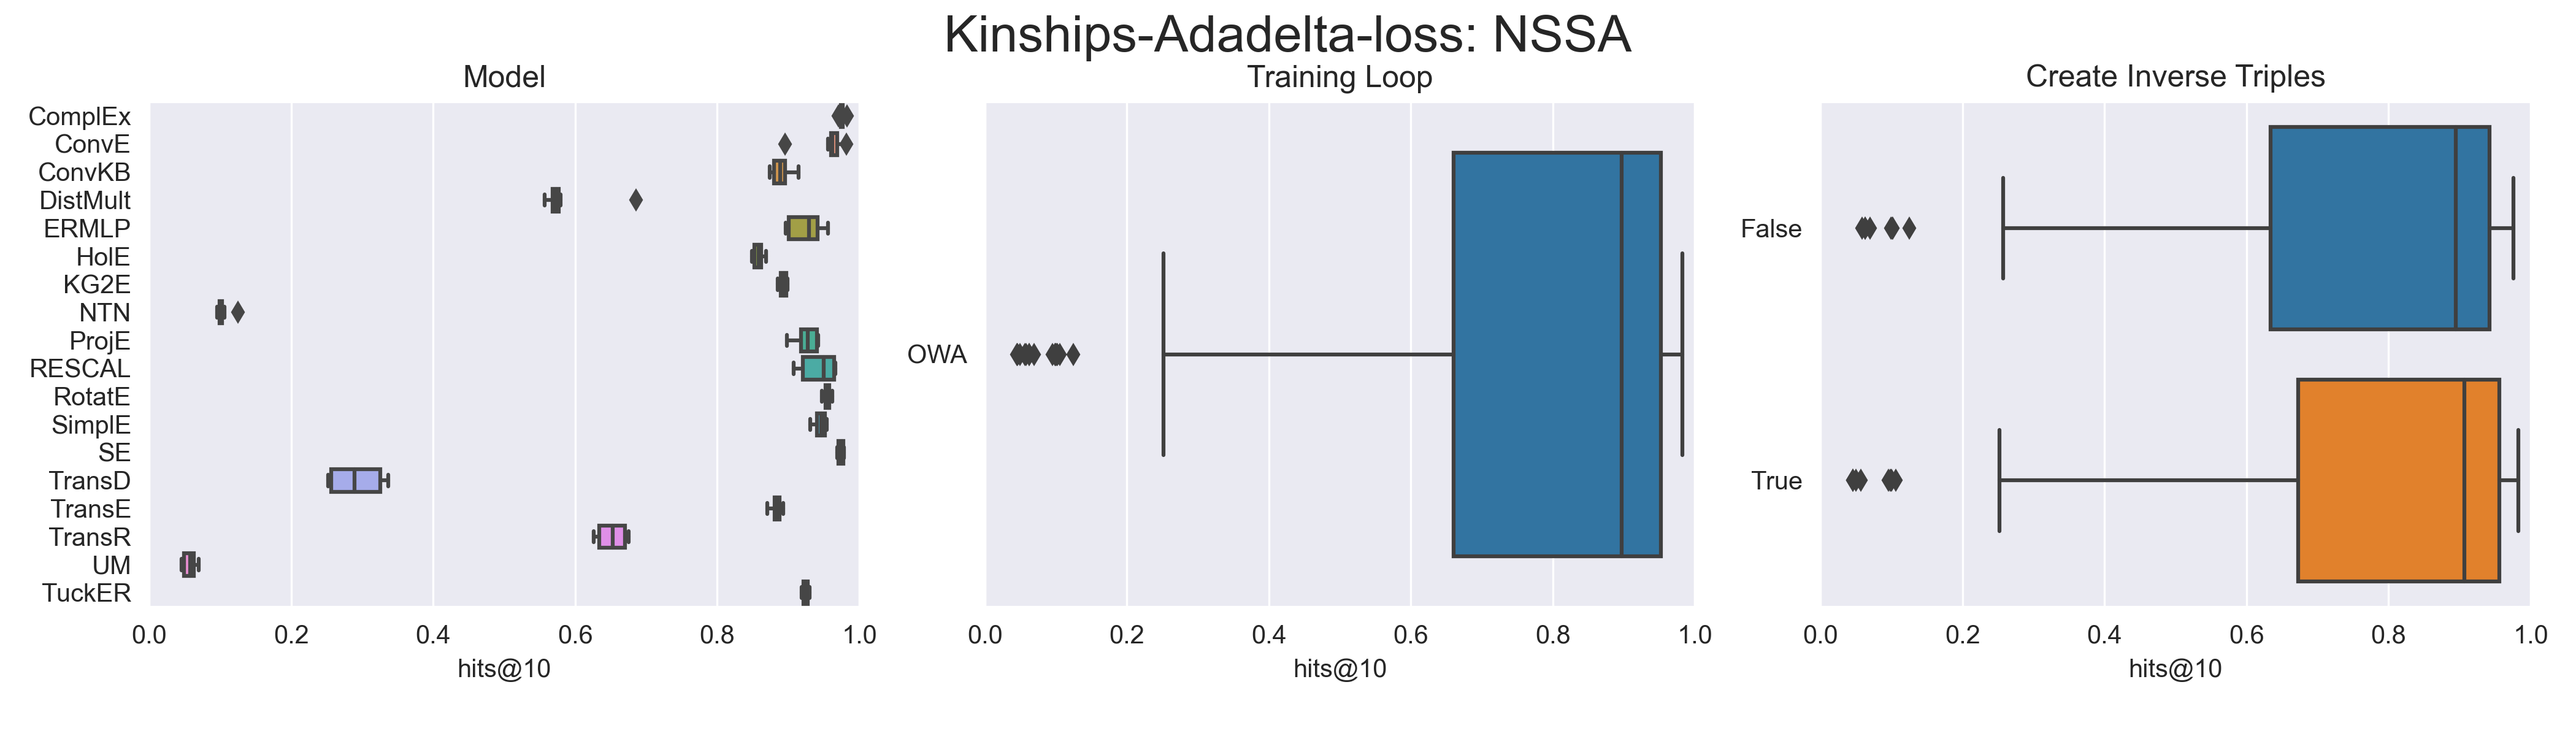 Kinships-Adadelta-loss: NSSA
Model
ComplEx
ConvE
ConvKB
DistMult
ERMLP
HolE
KG2E
NTN
ProjE
RESCAL
RotatE
SimplE
SE
TransD
TransE
TransR
UM
TuckER
0.0 0.2 0.4 0.6 0.8 1.0
hits@10
Training Loop
OWA
0.0 0.2 0.4 0.6 0.8 1.0
hits@10
Create Inverse Triples
False
True
0.0 0.2 0.4 0.6 0.8 1.0
hits@10